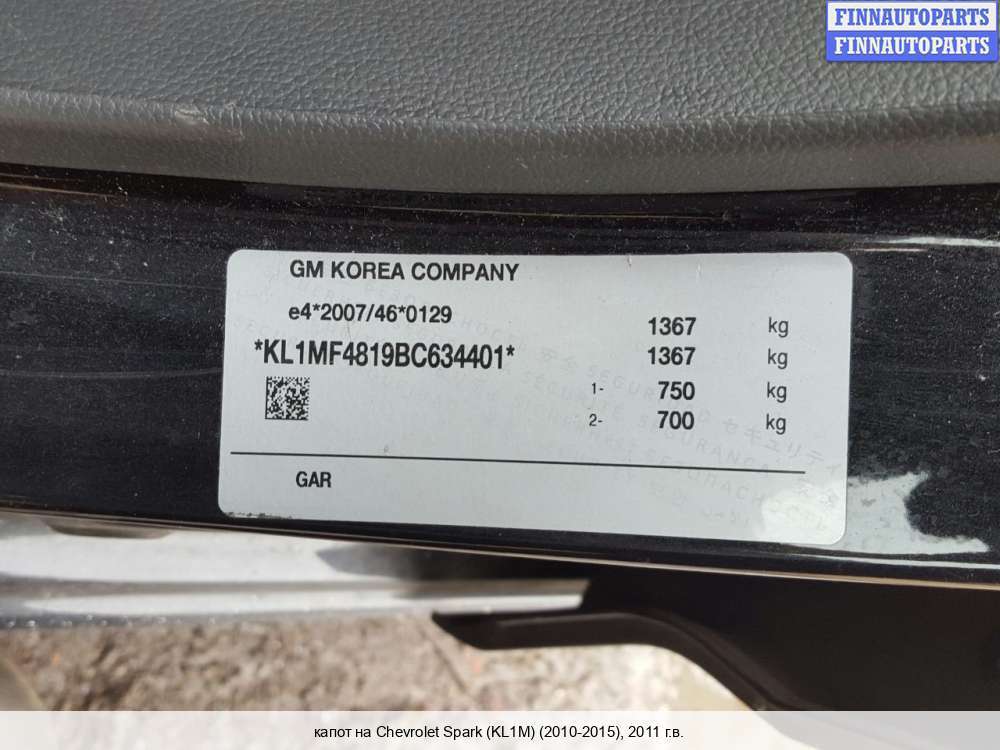 FINNAUTOPARTS
FINNAUTOPARTS
GM KOREA COMPANY
e4*2007/46*0129
1367 kg
*KL1MF4819BC634401* 1367 kg
1- 750 kg
2- 700 kg
GAR
капот на Chevrolet Spark (KL1M) (2010-2015), 2011 г.в.